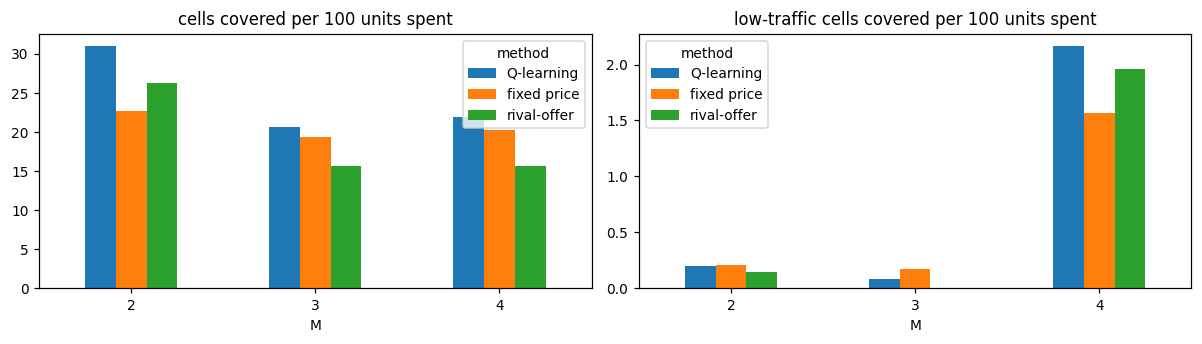 cells covered per 100 units spent
30
25
20
15
10
5
0
2
3
4
M
method
Q-learning
fixed price
rival-offer
low-traffic cells covered per 100 units spent
2.0
1.5
1.0
0.5
0.0
2
3
4
M
method
Q-learning
fixed price
rival-offer